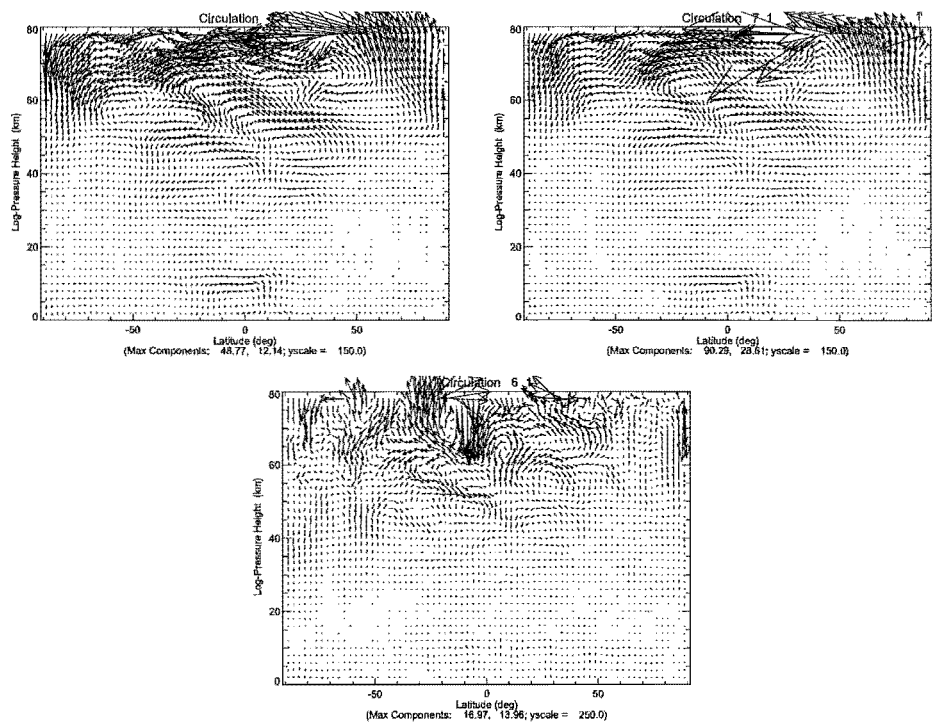 Circulation
80
60
40
20
0
Log-Pressure Height (km)
-50 0 50
Latitude (deg)
(Max Components: 48.77, 12.14; yscale = 150.0)
Circulation 7 1
80
60
40
20
0
Log-Pressure Height (km)
-50 0 50
Latitude (deg)
(Max Components: 90.29, 28.61; yscale = 150.0)
Circulation 6 1
80
60
40
20
0
Log-Pressure Height (km)
-50 0 50
Latitude (deg)
(Max Components: 16.97, 13.96; yscale = 250.0)